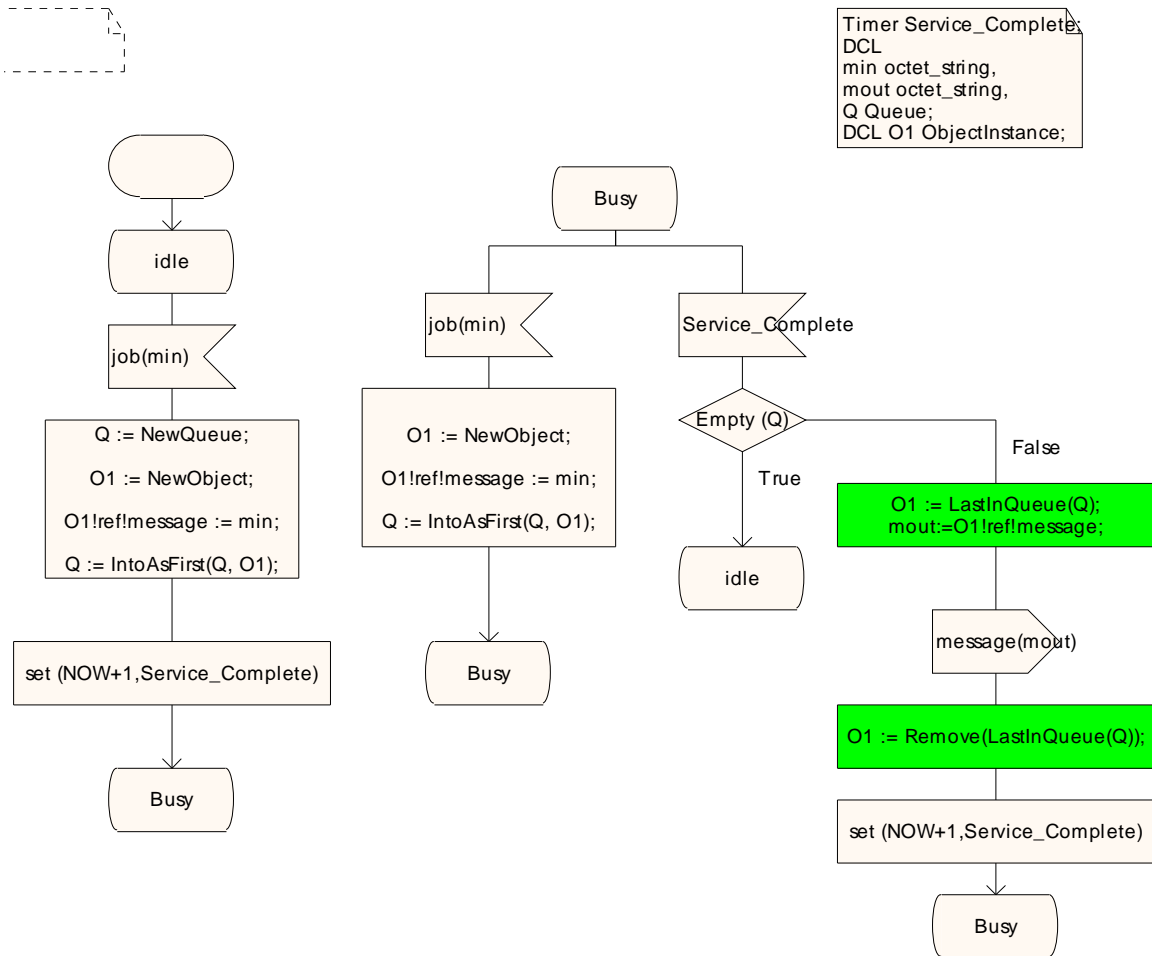 Timer Service_Complete;
DCL
min octet_string,
mout octet_string,
Q Queue;
DCL O1 ObjectInstance;
idle
job(min)
Q := NewQueue;
O1 := NewObject;
O1!ref!message := min;
Q := IntoAsFirst(Q, O1);
set (NOW+1,Service_Complete)
Busy
Busy
job(min)
O1 := NewObject;
O1!ref!message := min;
Q := IntoAsFirst(Q, O1);
Busy
Service_Complete
Empty (Q)
True
idle
False
O1 := LastInQueue(Q);
mout:=O1!ref!message;
message(mout)
O1 := Remove(LastInQueue(Q));
set (NOW+1,Service_Complete)
Busy